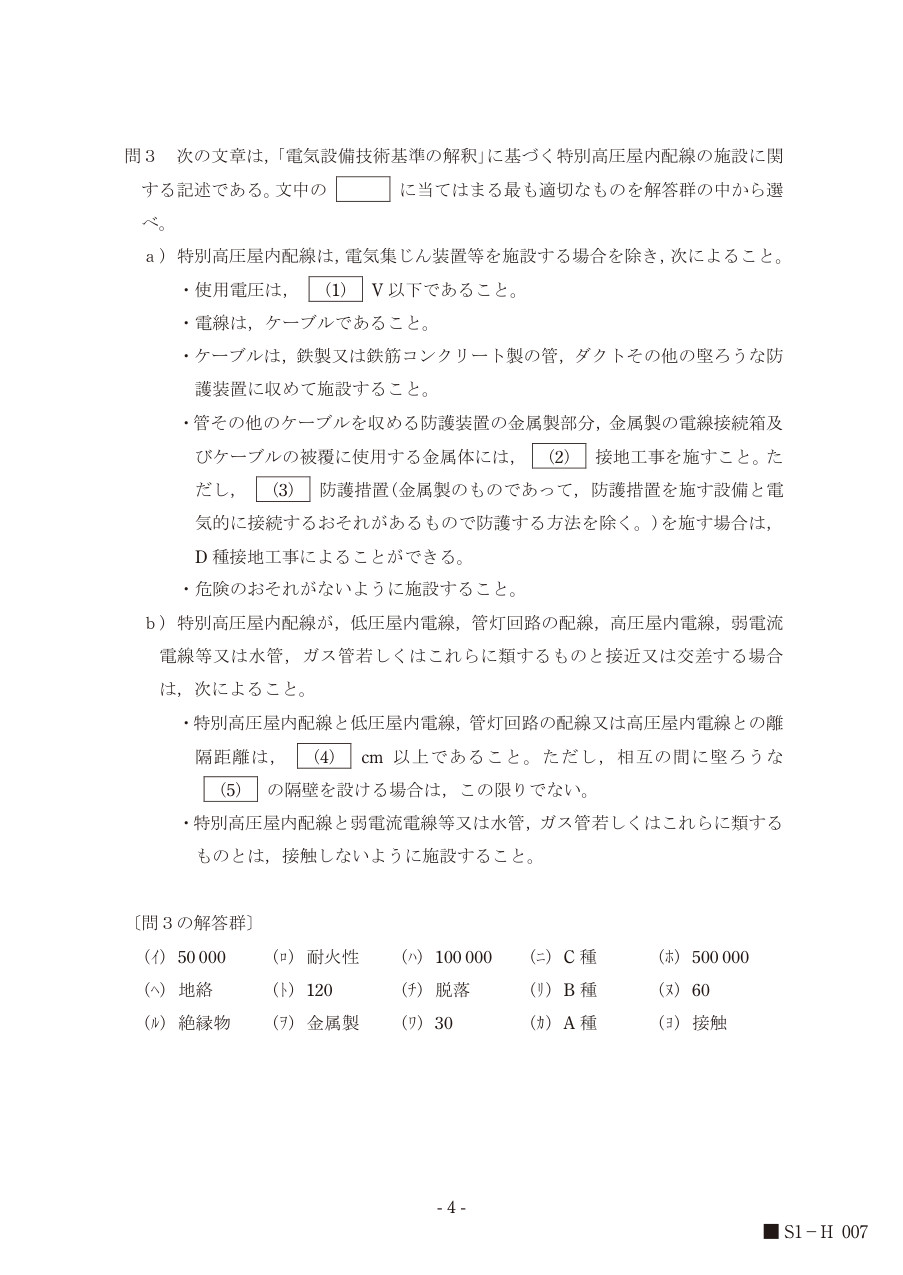 問３　次の文章は，「電気設備技術基準の解釈」に基づく特別高圧屋内配線の施設に関
する記述である。文中の　　　に当てはまる最も適切なものを解答群の中から選
べ。
a） 特別高圧屋内配線は，電気集じん装置等を施設する場合を除き，次によること。
・使用電圧は，（1）V 以下であること。
・電線は，ケーブルであること。
・ケーブルは，鉄製又は鉄筋コンクリート製の管，ダクトその他の堅ろうな防
護装置に収めて施設すること。
・管その他のケーブルを収める防護装置の金属製部分，金属製の電線接続箱及
びケーブルの被覆に使用する金属体には，（2）接地工事を施すこと。た
だし，（3）防護措置（金属製のものであって，防護措置を施す設備と電
気的に接続するおそれがあるもので防護する方法を除く。）を施す場合は，
D 種接地工事によることができる。
・危険のおそれがないように施設すること。
b） 特別高圧屋内配線が，低圧屋内電線，管灯回路の配線，高圧屋内電線，弱電流
電線等又は水管，ガス管若しくはこれらに類するものと接近又は交差する場合
は，次によること。
・特別高圧屋内配線と低圧屋内電線，管灯回路の配線又は高圧屋内電線との離
隔距離は，（4）cm 以上であること。ただし，相互の間に堅ろうな
（5）の隔壁を設ける場合は，この限りでない。
・特別高圧屋内配線と弱電流電線等又は水管，ガス管若しくはこれらに類する
ものとは，接触しないように施設すること。
〔問３の解答群〕
（ｲ） 50 000 （ﾛ） 耐火性 （ﾊ） 100 000 （ﾆ） C 種 （ﾎ） 500 000
（ﾍ） 地絡 （ﾄ） 120 （ﾁ） 脱落 （ﾘ） B 種 （ﾇ） 60
（ﾙ） 絶縁物 （ｦ） 金属製 （ﾜ） 30 （ｶ） A 種 （ﾖ） 接触
- 4 -
■ S1－H 007